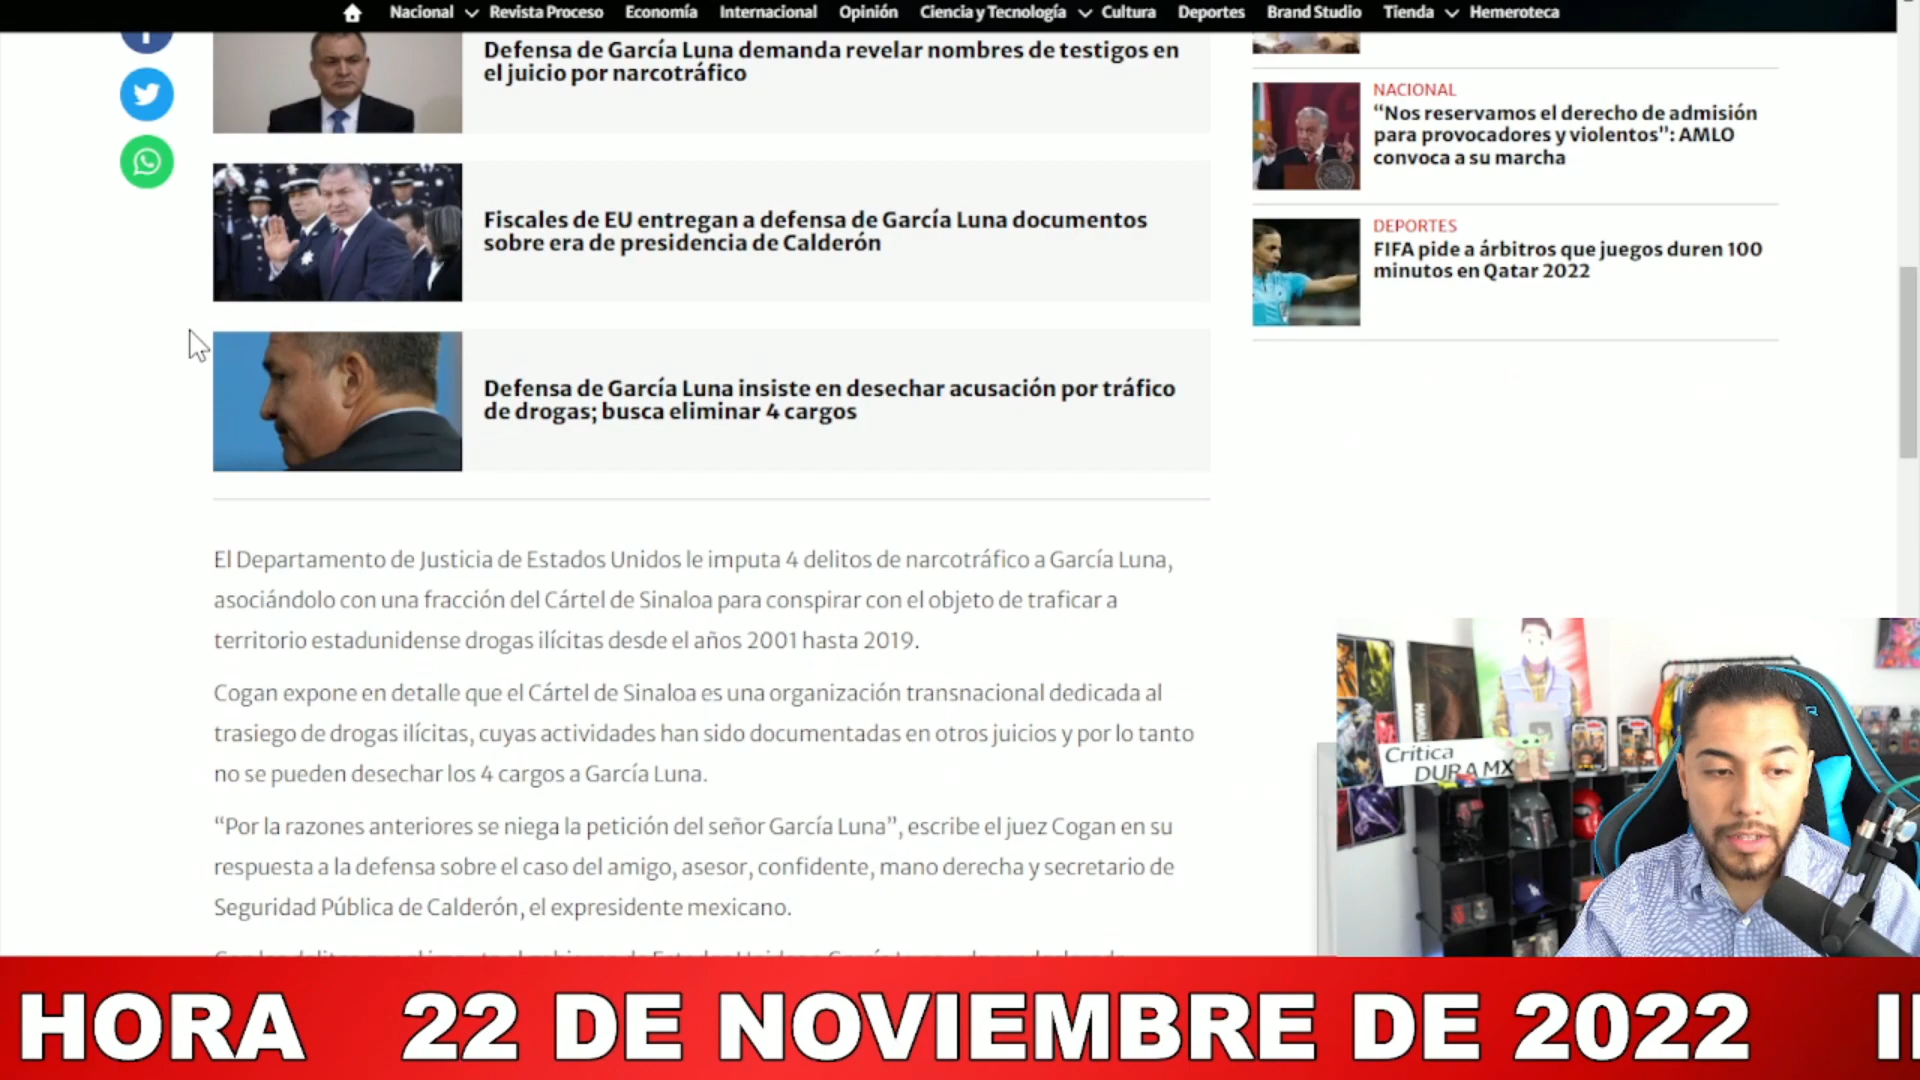 Nacional Revista Proceso Economía Internacional Opinión Ciencia y Tecnología Cultura Deportes Brand Studio Tienda Hemeroteca
Defensa de García Luna demanda revelar nombres de testigos en
el juicio por narcotráfico
Fiscales de EU entregan a defensa de García Luna documentos
sobre era de presidencia de Calderón
Defensa de García Luna insiste en desechar acusación por tráfico
de drogas; busca eliminar 4 cargos
NACIONAL
“Nos reservamos el derecho de admisión
para provocadores y violentos”: AMLO
convoca a su marcha
DEPORTES
FIFA pide a árbitros que juegos duren 100
minutos en Qatar 2022
El Departamento de Justicia de Estados Unidos le imputa 4 delitos de narcotráfico a García Luna,
asociándolo con una fracción del Cártel de Sinaloa para conspirar con el objeto de traficar a
territorio estadunidense drogas ilícitas desde el años 2001 hasta 2019.
Cogan expone en detalle que el Cártel de Sinaloa es una organización transnacional dedicada al
trasiego de drogas ilícitas, cuyas actividades han sido documentadas en otros juicios y por lo tanto
no se pueden desechar los 4 cargos a García Luna.
“Por la razones anteriores se niega la petición del señor García Luna”, escribe el juez Cogan en su
respuesta a la defensa sobre el caso del amigo, asesor, confidente, mano derecha y secretario de
Seguridad Pública de Calderón, el expresidente mexicano.
Crítica
DURA MX
HORA 22 DE NOVIEMBRE DE 2022